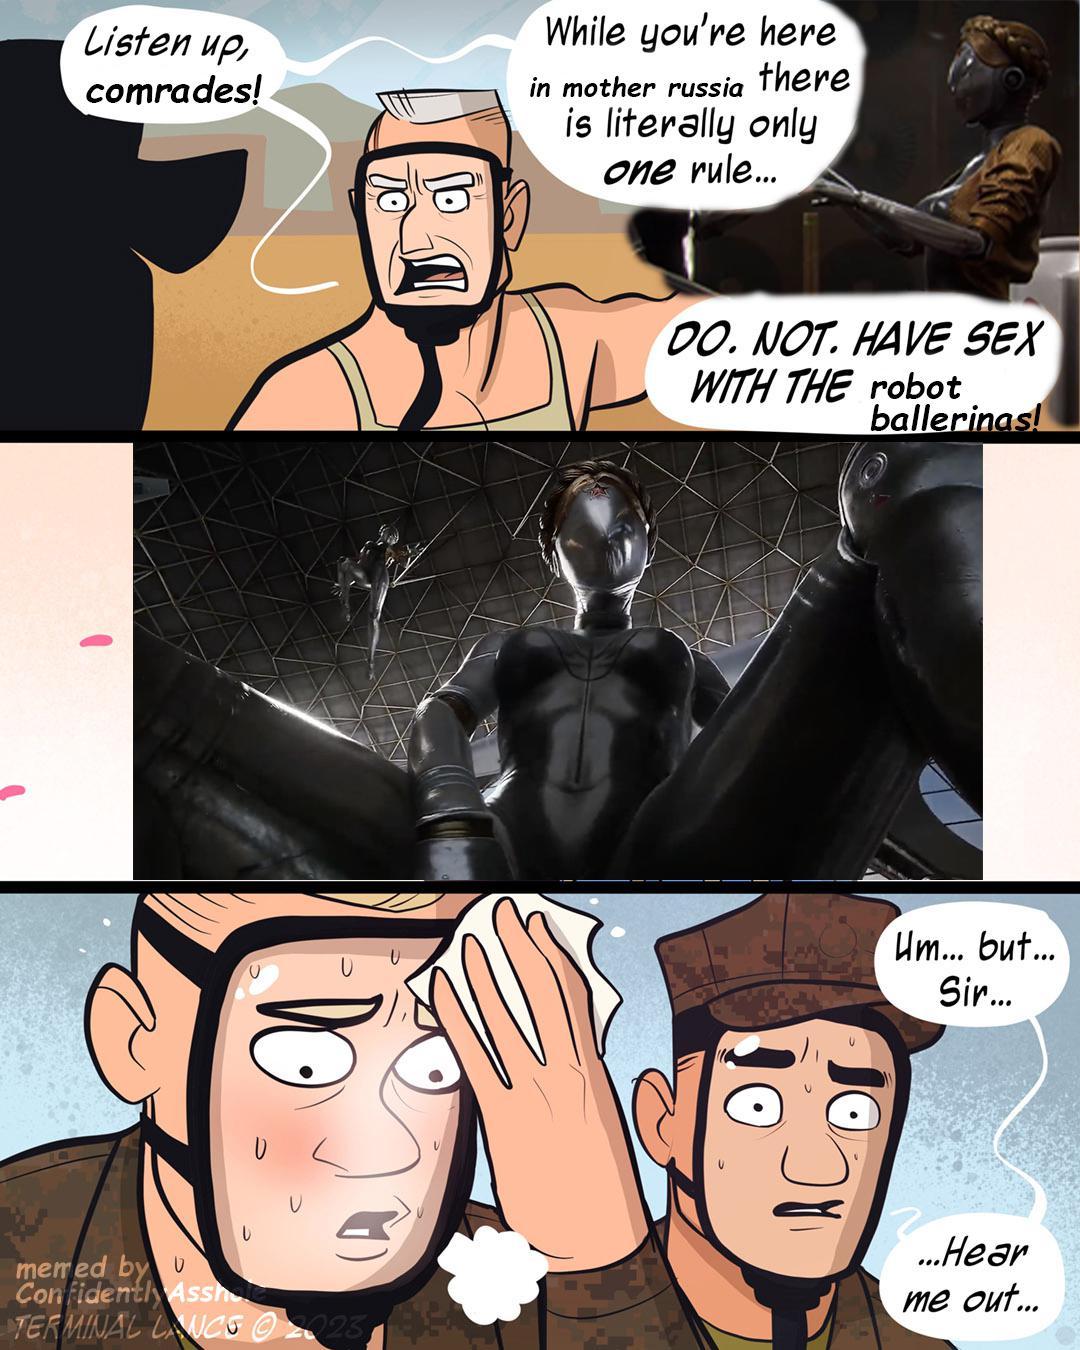 Listen up,
comrades!
While you're here
in mother russia there
is literally only
one rule...
DO. NOT. HAVE SEX
WITH THE robot
ballerinas!
Um... but...
Sir...
...Hear
me out...
memed by
ConfidentlyAsshole
TERMINAL LANCE © 2023